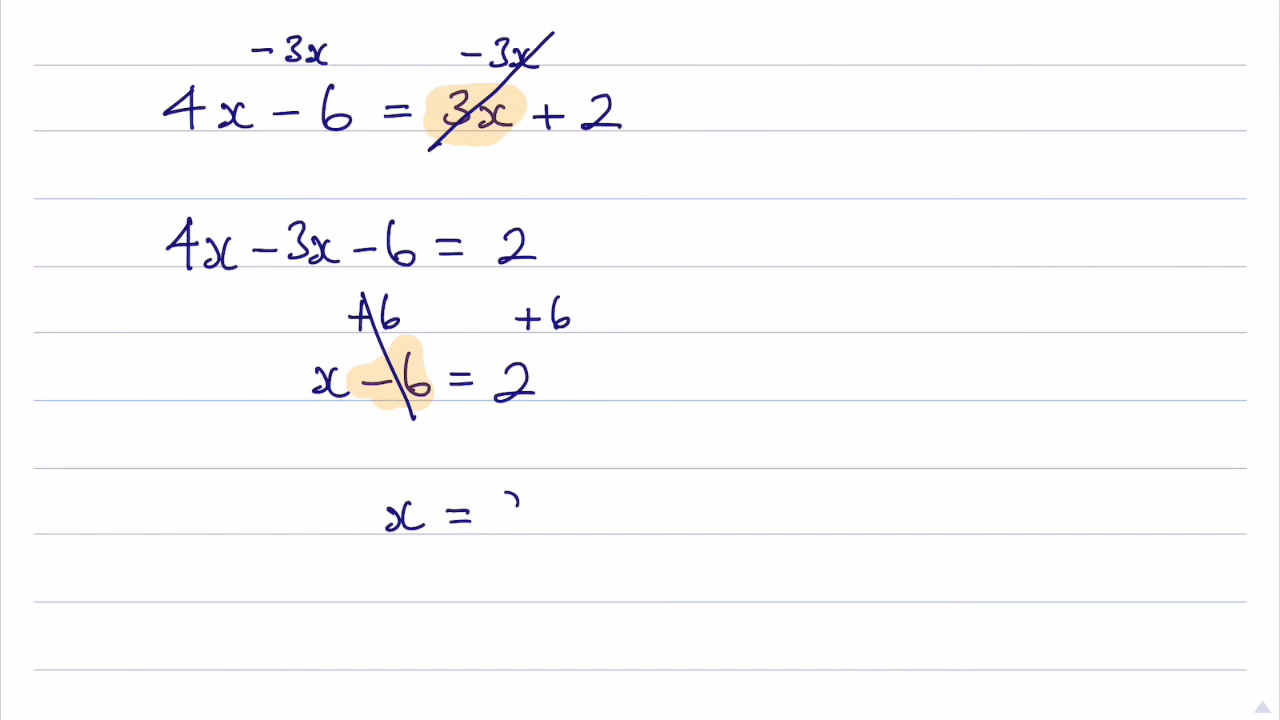 -3x -3x
4x - 6 = 3x + 2
4x - 3x - 6 = 2
+6 +6
x - 6 = 2
x =